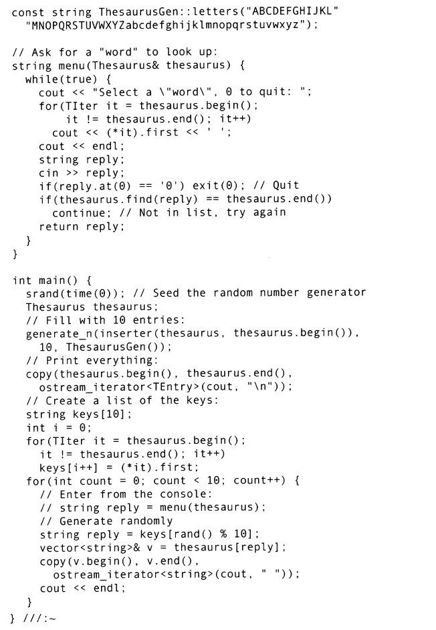 const string ThesaurusGen::letters("ABCDEFGHIJKL"
  "MNOPQRSTUVWXYZabcdefghijklmnopqrstuvwxyz");

// Ask for a "word" to look up:
string menu(Thesaurus& thesaurus) {
  while(true) {
    cout << "Select a \"word\", 0 to quit: ";
    for(TIter it = thesaurus.begin();
        it != thesaurus.end(); it++)
      cout << (*it).first << ' ';
    cout << endl;
    string reply;
    cin >> reply;
    if(reply.at(0) == '0') exit(0); // Quit
    if(thesaurus.find(reply) == thesaurus.end())
      continue; // Not in list, try again
    return reply;
  }
}

int main() {
  srand(time(0)); // Seed the random number generator
  Thesaurus thesaurus;
  // Fill with 10 entries:
  generate_n(inserter(thesaurus, thesaurus.begin()),
    10, ThesaurusGen());
  // Print everything:
  copy(thesaurus.begin(), thesaurus.end(),
    ostream_iterator<TEntry>(cout, "\n"));
  // Create a list of the keys:
  string keys[10];
  int i = 0;
  for(TIter it = thesaurus.begin();
    it != thesaurus.end(); it++)
    keys[i++] = (*it).first;
  for(int count = 0; count < 10; count++) {
    // Enter from the console:
    // string reply = menu(thesaurus);
    // Generate randomly
    string reply = keys[rand() % 10];
    vector<string>& v = thesaurus[reply];
    copy(v.begin(), v.end(),
      ostream_iterator<string>(cout, " "));
    cout << endl;
  }
} ///:~